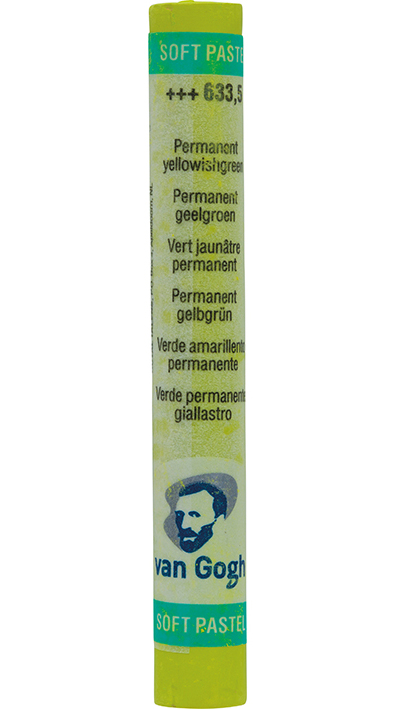 SOFT PASTEL
+++ 633,5
Permanent
yellowishgreen
Permanent
geelgroen
Vert jaunâtre
permanent
Permanent
gelbgrün
Verde amarillento
permanente
Verde permanente
giallastro
van Gogh
SOFT PASTEL